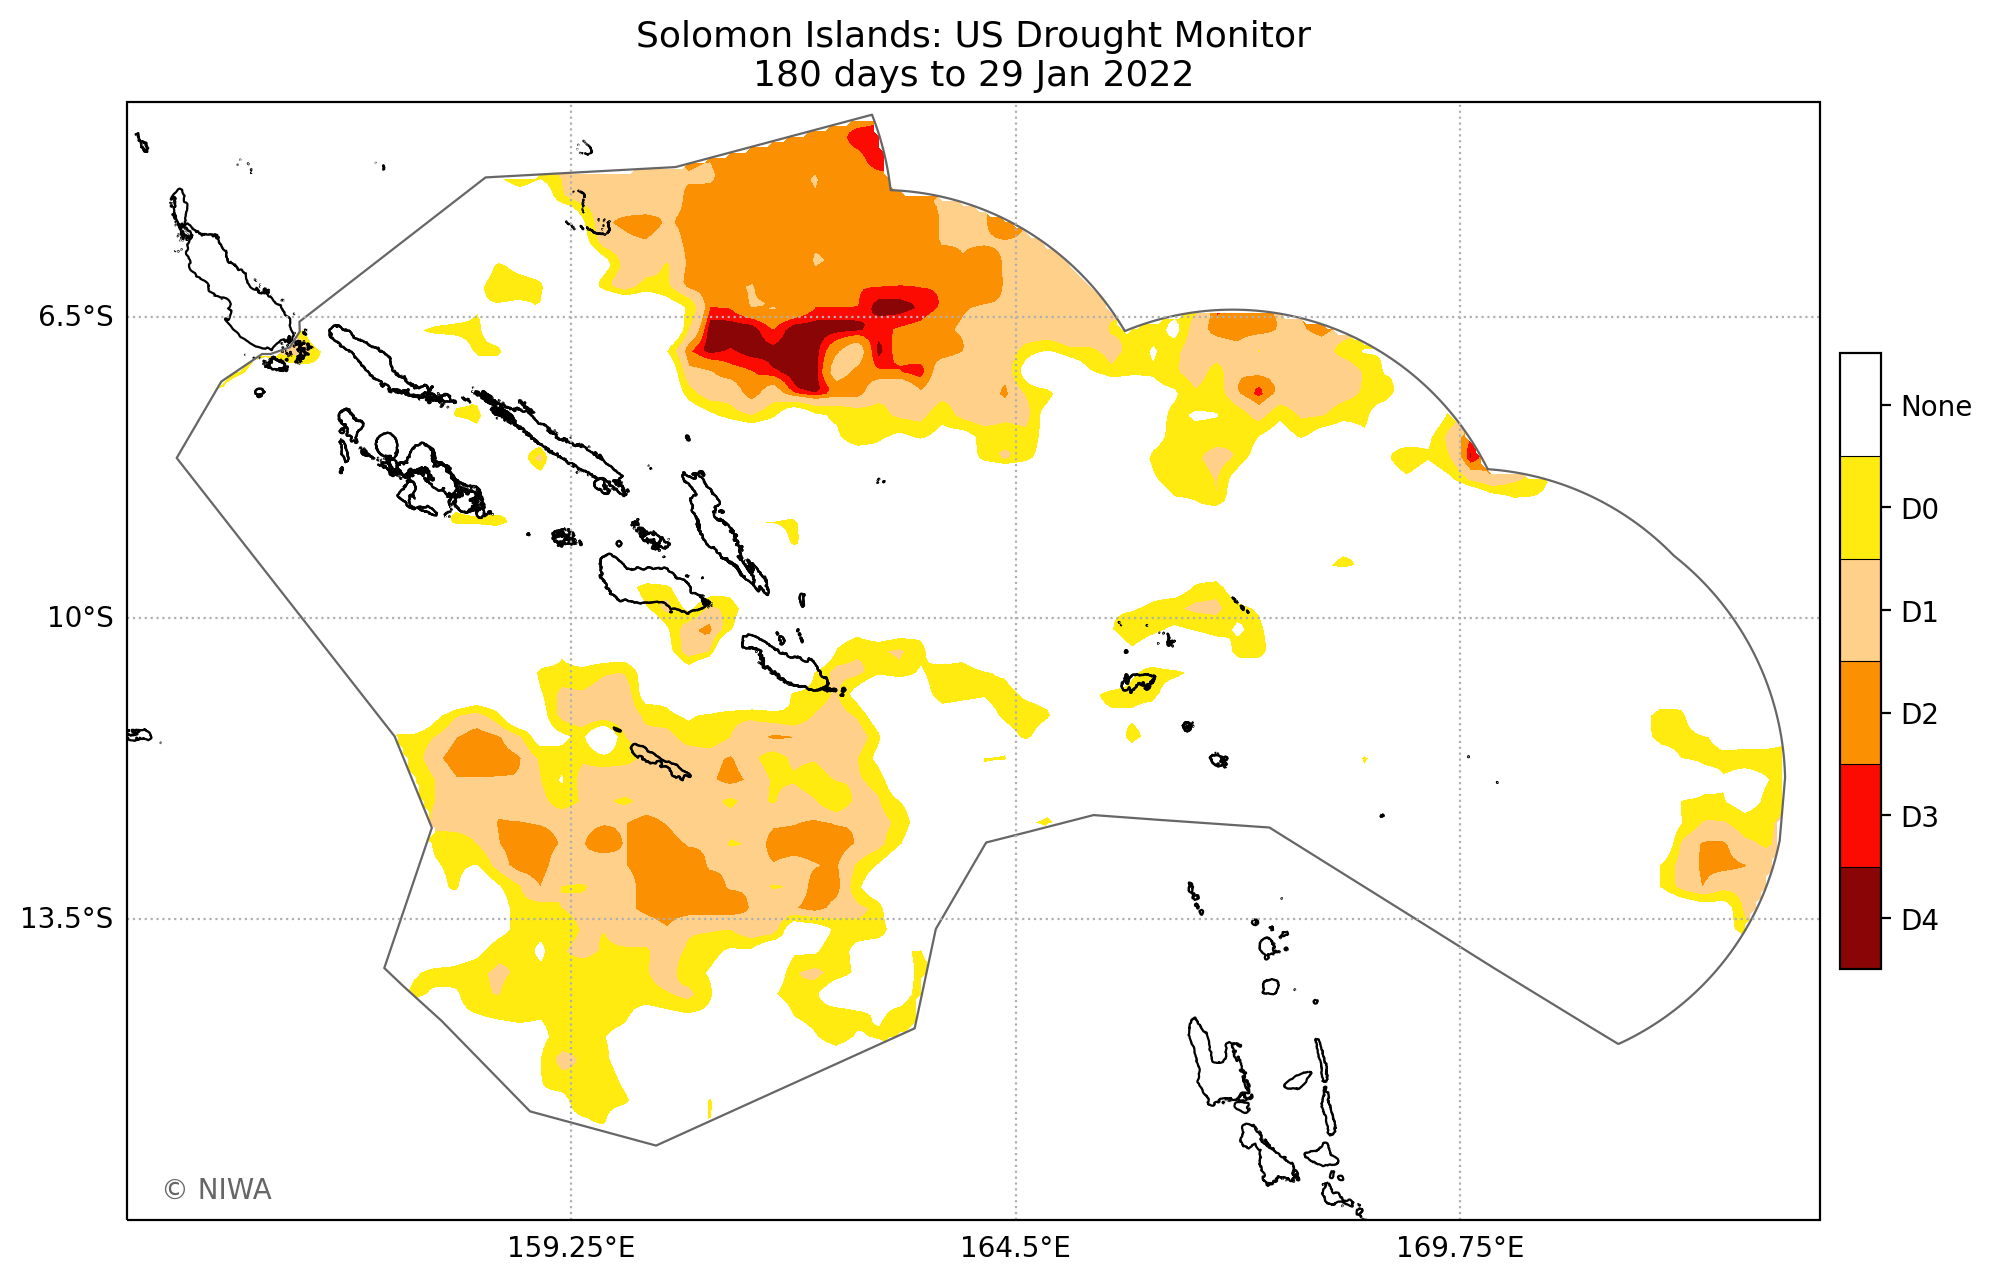 Solomon Islands: US Drought Monitor
180 days to 29 Jan 2022
6.5°S
10°S
13.5°S
159.25°E
164.5°E
169.75°E
None
D0
D1
D2
D3
D4
© NIWA